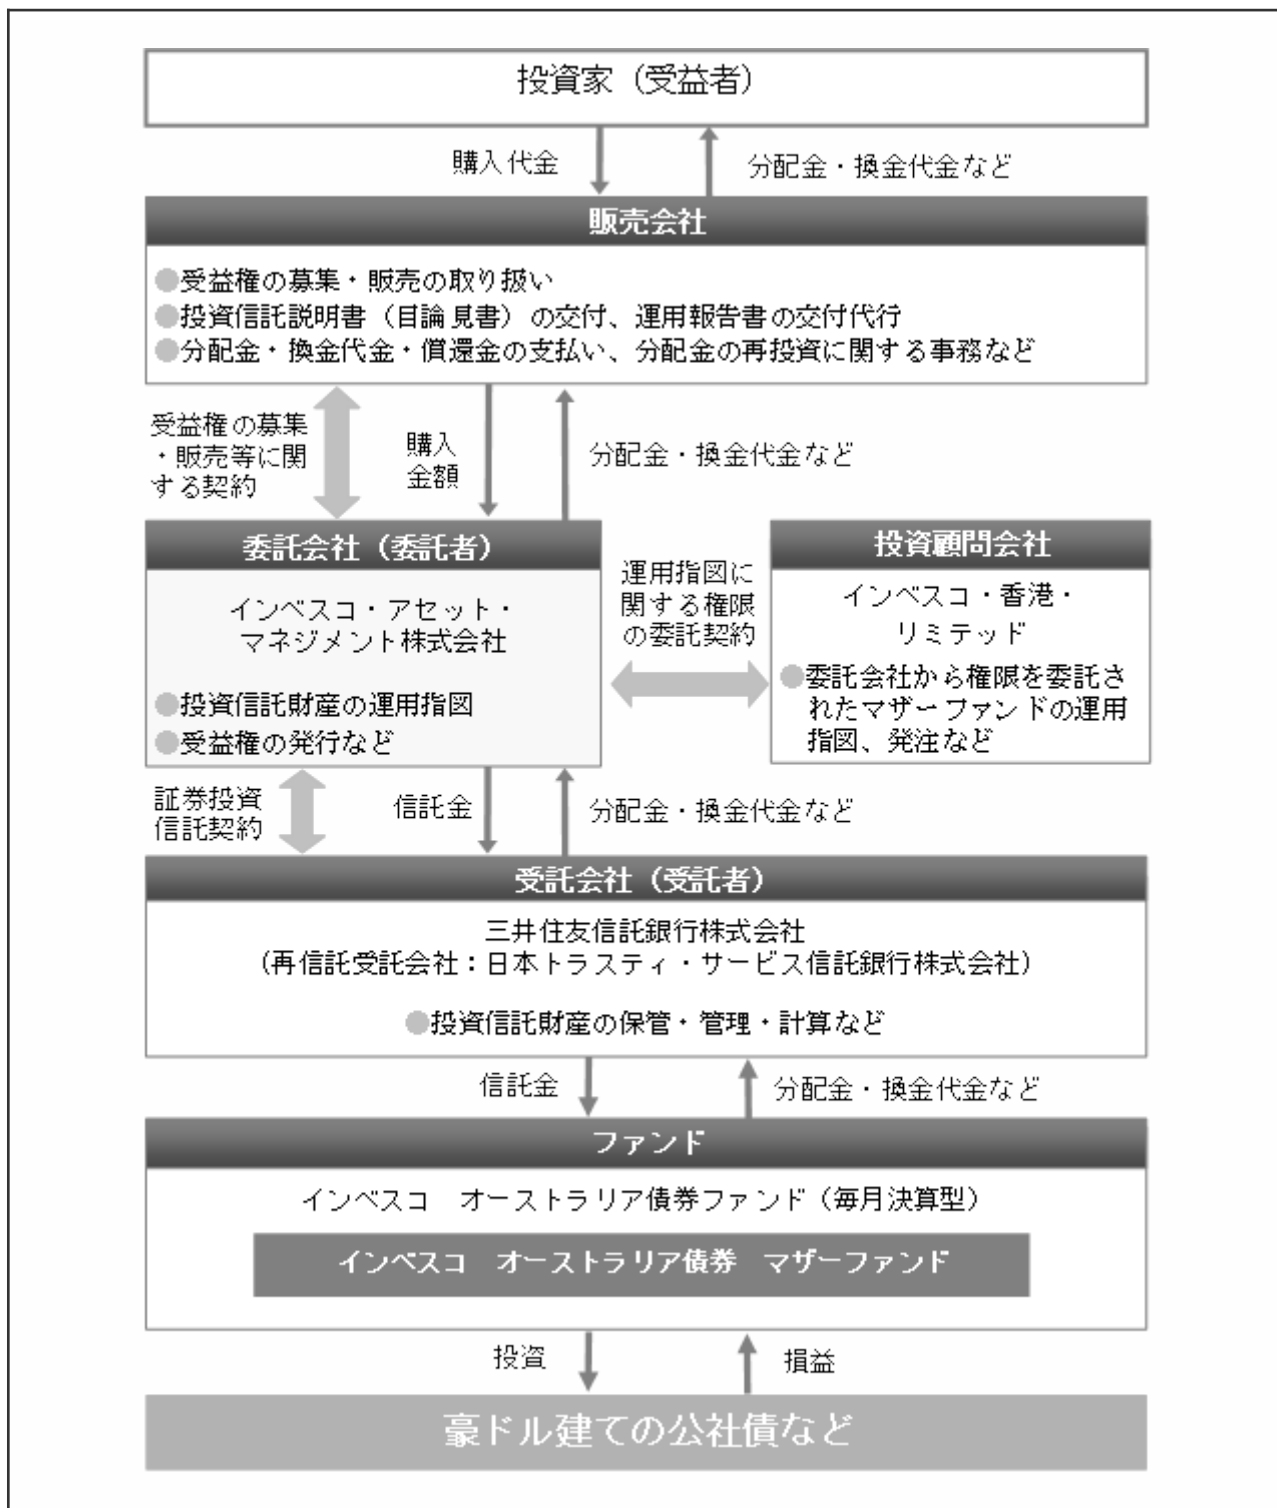 投資家（受益者）
購入代金
分配金・換金代金など
販売会社
●受益権の募集・販売の取り扱い
●投資信託説明書（目論見書）の交付、運用報告書の交付代行
●分配金・換金代金・償還金の支払い、分配金の再投資に関する事務など
受益権の募集
・販売等に関
する契約
購入
金額
分配金・換金代金など
委託会社（委託者）
インベスコ・アセット・
マネジメント株式会社
●投資信託財産の運用指図
●受益権の発行など
運用指図に
関する権限
の委託契約
投資顧問会社
インベスコ・香港・
リミテッド
●委託会社から権限を委託さ
れたマザーファンドの運用
指図、発注など
証券投資
信託契約
信託金
分配金・換金代金など
受託会社（受託者）
三井住友信託銀行株式会社
(再信託受託会社：日本トラスティ・サービス信託銀行株式会社)
●投資信託財産の保管・管理・計算など
信託金
分配金・換金代金など
ファンド
インベスコ　オーストラリア債券ファンド（毎月決算型）
インベスコ　オーストラリア債券　マザーファンド
投資
損益
豪ドル建ての公社債など